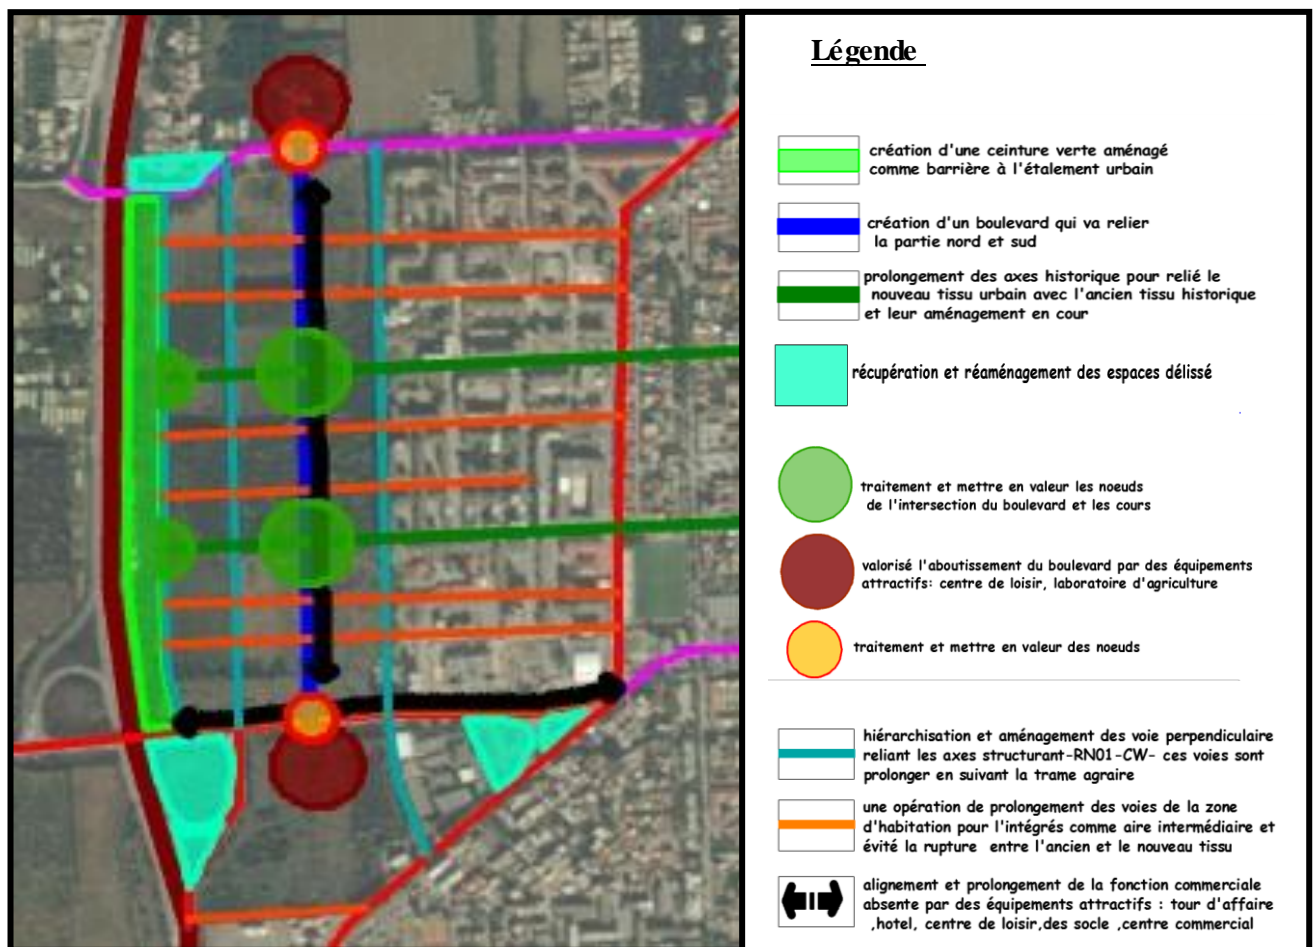 Légende
création d'une ceinture verte aménagé
comme barrière à l'étalement urbain
création d'un boulevard qui va relier
la partie nord et sud
prolongement des axes historique pour relié le
nouveau tissu urbain avec l'ancien tissu historique
et leur aménagement en cour
récupération et réaménagement des espaces délissé
traitement et mettre en valeur les noeuds
de l'intersection du boulevard et les cours
valorisé l'aboutissement du boulevard par des équipements
attractifs: centre de loisir, laboratoire d'agriculture
traitement et mettre en valeur des noeuds
hiérarchisation et aménagement des voie perpendiculaire
reliant les axes structurant-RN01-CW- ces voies sont
prolonger en suivant la trame agraire
une opération de prolongement des voies de la zone
d'habitation pour l'intégrés comme aire intermédiaire et
évité la rupture entre l'ancien et le nouveau tissu
alignement et prolongement de la fonction commerciale
absente par des équipements attractifs : tour d'affaire
,hotel, centre de loisir,des socle ,centre commercial